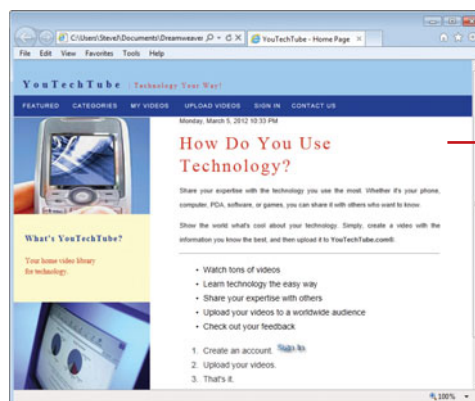 C:\Users\SteveJ\Documents\Dreamweaver
YouTechTube - Home Page
File Edit View Favorites Tools Help
YouTechTube | Technology Your Way!
FEATURED CATEGORIES MY VIDEOS UPLOAD VIDEOS SIGN IN CONTACT US
Monday, March 5, 2012 10:33 PM
How Do You Use
Technology?
Share your expertise with the technology you use the most. Whether it's your phone,
computer, PDA, software, or games, you can share it with others who want to know.
Show the world what's cool about your technology. Simply, create a video with the
information you know the best, and then upload it to YouTechTube.com®.
What's YouTechTube?
Your home video library
for technology.
• Watch tons of videos
• Learn technology the easy way
• Share your expertise with others
• Upload your videos to a worldwide audience
• Check out your feedback
1. Create an account. Sign In
2. Upload your videos.
3. That's it.
100%